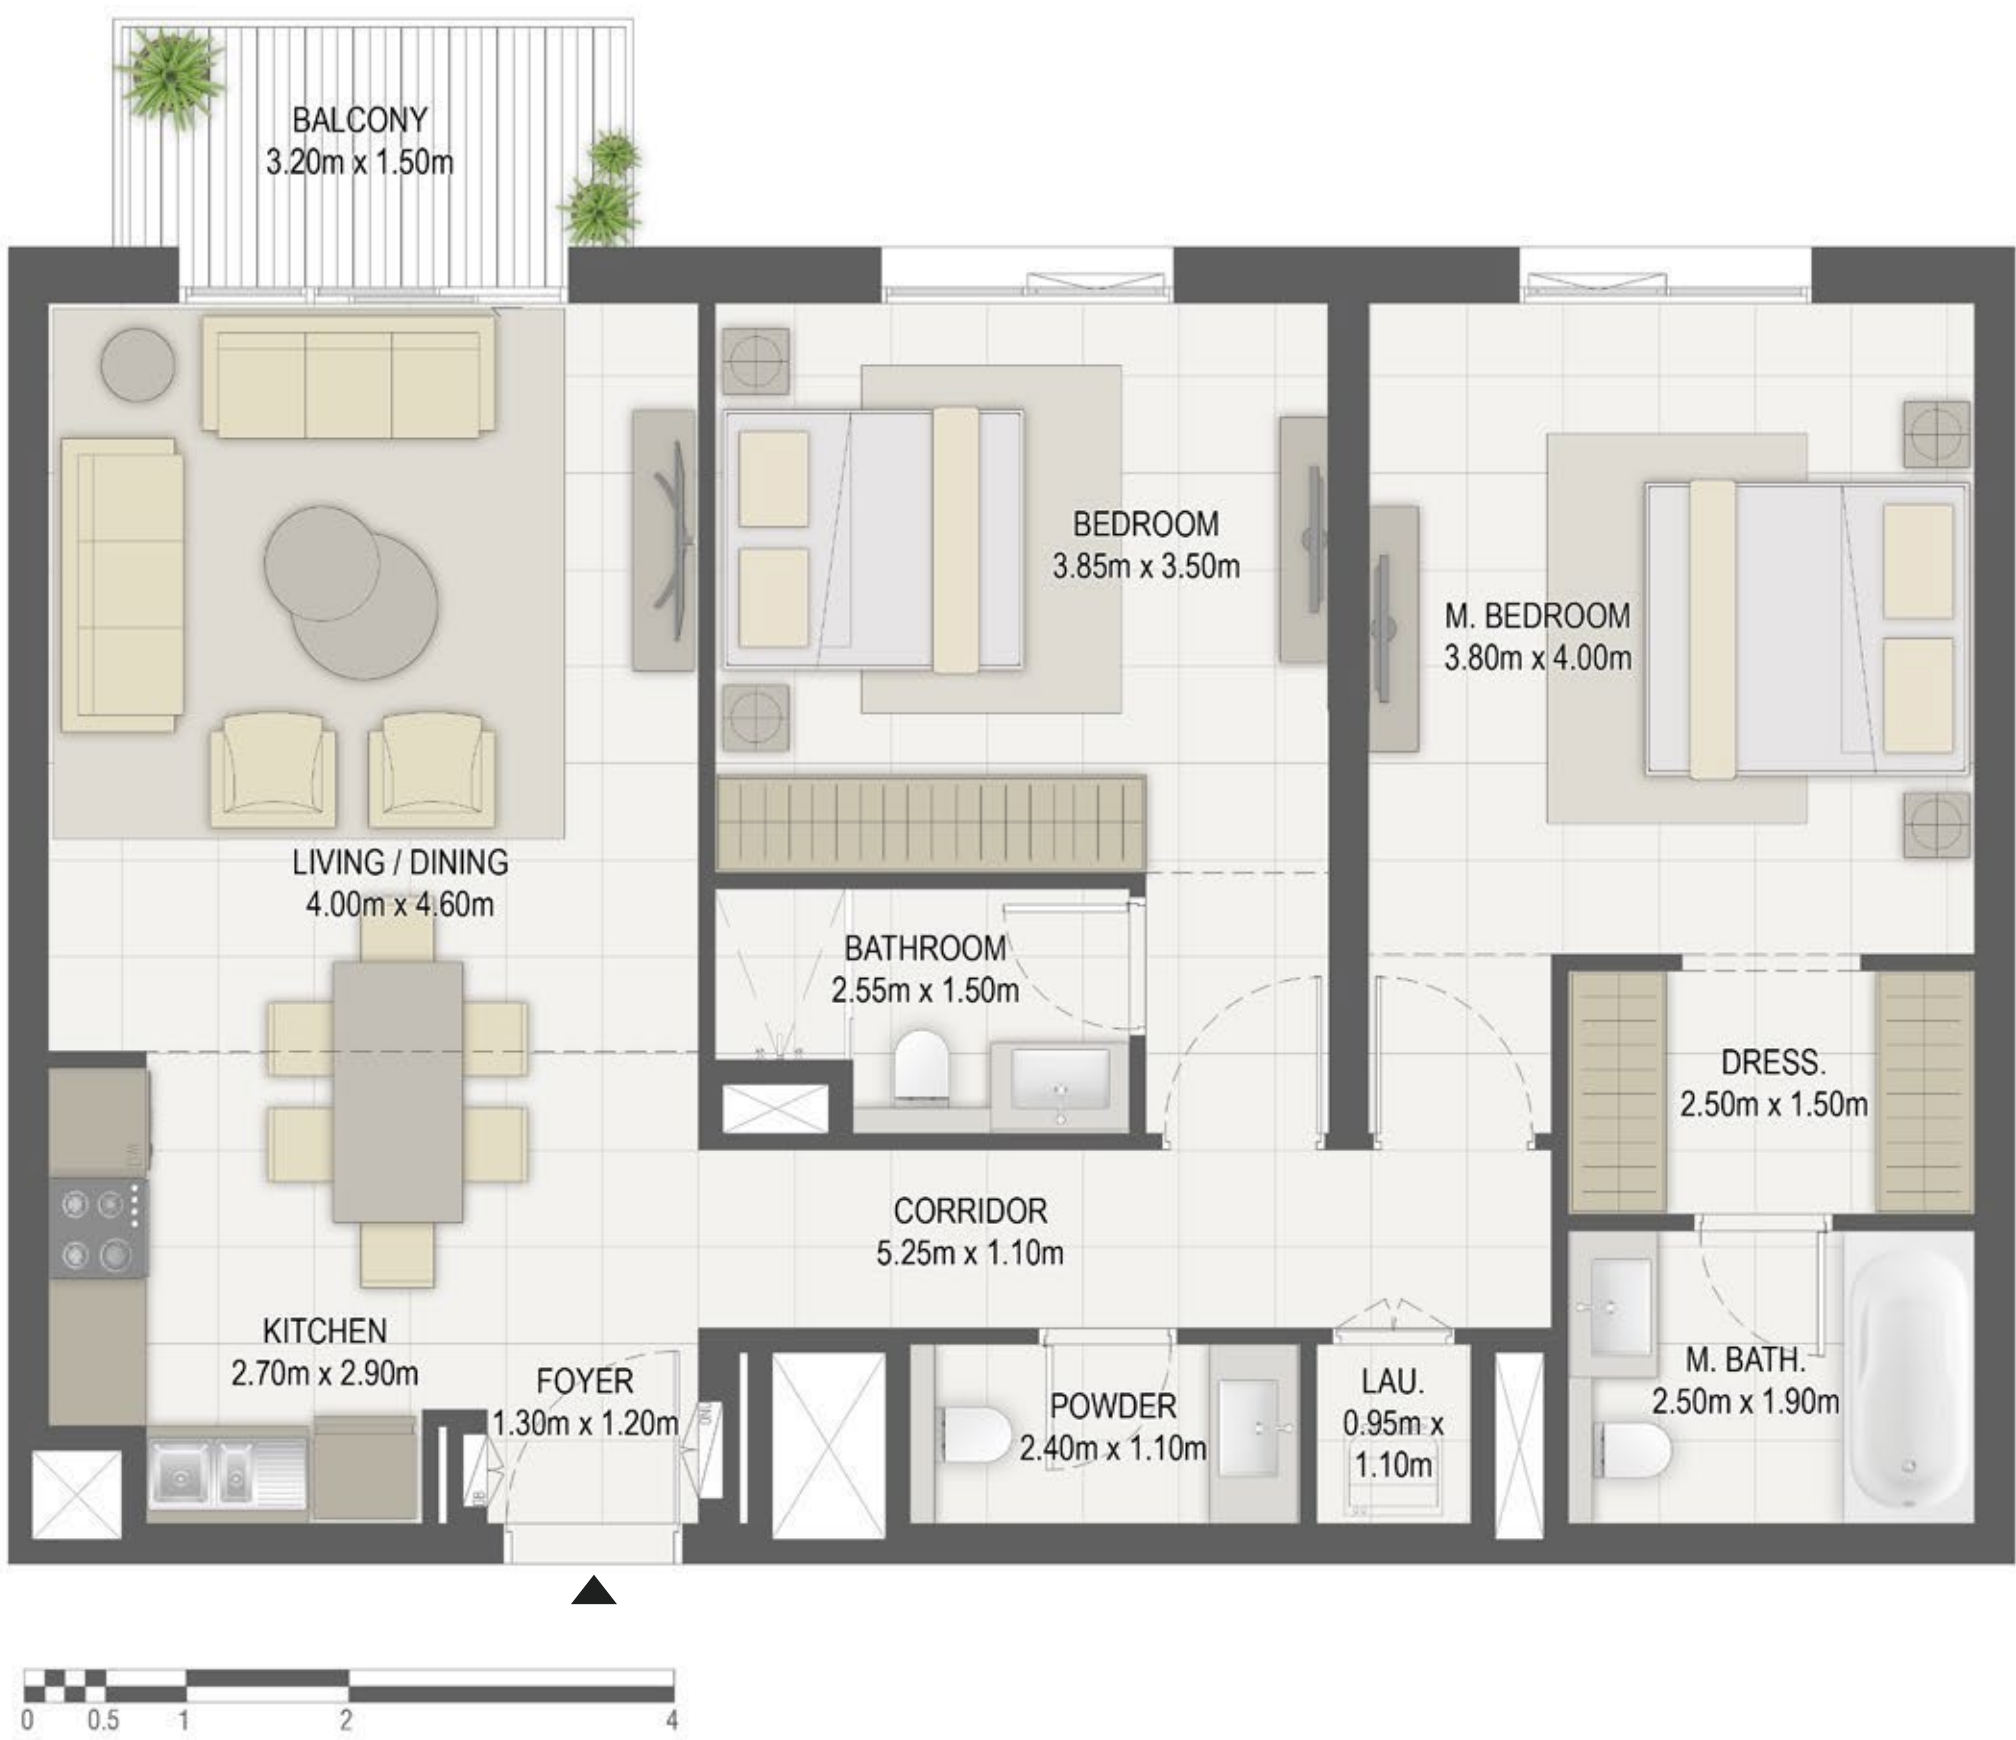 BALCONY
3.20m x 1.50m
BEDROOM
3.85m x 3.50m
M. BEDROOM
3.80m x 4.00m
LIVING / DINING
4.00m x 4.60m
BATHROOM
2.55m x 1.50m
DRESS.
2.50m x 1.50m
CORRIDOR
5.25m x 1.10m
KITCHEN
2.70m x 2.90m
FOYER
1.30m x 1.20m
POWDER
2.40m x 1.10m
LAU.
0.95m x
1.10m
M. BATH.
2.50m x 1.90m
0 0.5 1 2 4